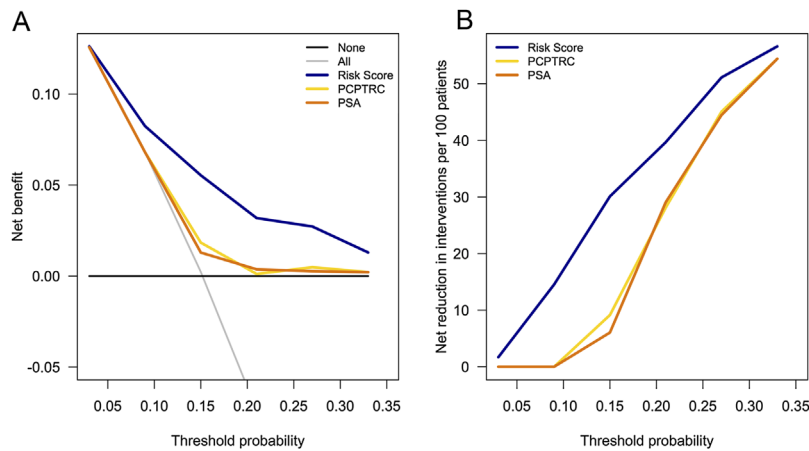 A
None
All
Risk Score
PCPTRC
PSA
Net benefit
0.10
0.05
0.00
-0.05
0.05 0.10 0.15 0.20 0.25 0.30 0.35
Threshold probability
B
Risk Score
PCPTRC
PSA
Net reduction in interventions per 100 patients
50
40
30
20
10
0
0.05 0.10 0.15 0.20 0.25 0.30 0.35
Threshold probability